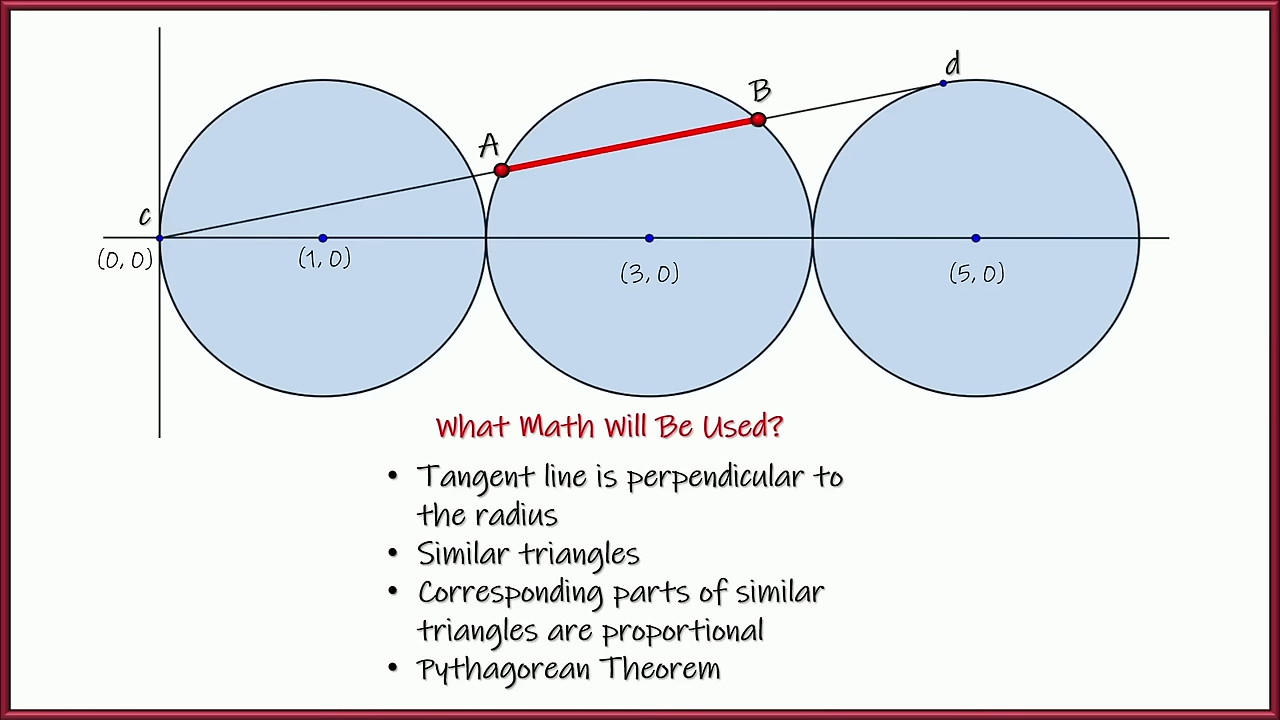 d
B
A
c
(0, 0)
(1, 0)
(3, 0)
(5, 0)
What Math Will Be Used?
• Tangent line is perpendicular to
the radius
• Similar triangles
• Corresponding parts of similar
triangles are proportional
• Pythagorean Theorem